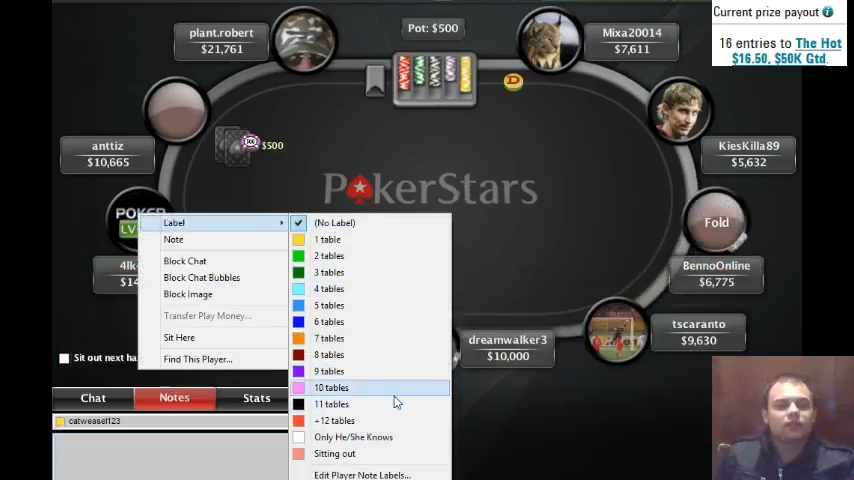 Pot: $500
Current prize payout
16 entries to The Hot
$16.50, $50K Gtd.
plant.robert
$21,761
Mixa20014
$7,611
D
anttiz
$10,665
500
$500
KiesKilla89
$5,632
PokerStars
POKER
LV
Fold
4lk
$14
BennoOnline
$6,775
dreamwalker3
$10,000
tscaranto
$9,630
Label
Note
Block Chat
Block Chat Bubbles
Block Image
Transfer Play Money...
Sit Here
Find This Player...
(No Label)
1 table
2 tables
3 tables
4 tables
5 tables
6 tables
7 tables
8 tables
9 tables
10 tables
11 tables
+12 tables
Only He/She Knows
Sitting out
Edit Player Note Labels...
Sit out next ha
Chat
Notes
Stats
catweasel123